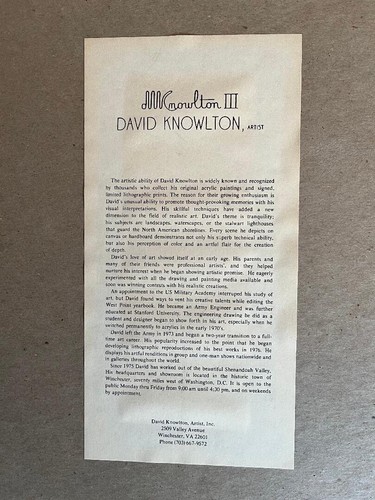 Knowlton III
DAVID KNOWLTON, ARTIST
The artistic ability of David Knowlton is widely known and recognized
by thousands who collect his original acrylic paintings and signed,
limited lithographic prints. The reason for their growing enthusiasm is
David's unusual ability to promote thought-provoking memories with his
visual interpretations. His skillful techniques have added a new
dimension to the field of realistic art. David's theme is tranquility;
his subjects are landscapes, waterscapes, or the stalwart lighthouses
that guard the North American shorelines. Every scene he depicts on
canvas or hardboard demonstrates not only his superb technical ability,
but also his perception of color and an artful flair for the creation
of depth.
David's love of art showed itself at an early age. His parents and
many of their friends were professional artists, and they helped
nurture his interest when he began showing artistic promise. He eagerly
experimented with all the drawing and painting media available and
soon was winning contests with his realistic creations.
An appointment to the US Military Academy interrupted his study of
art, but David found ways to vent his creative talents while editing the
West Point yearbook. He became an Army Engineer and was further
educated at Stanford University. The engineering drawing he did as a
student and designer began to show forth in his art, especially when he
switched permanently to acrylics in the early 1970's.
David left the Army in 1973 and began a two-year transition to a full-
time art career. His popularity increased to the point that he began
developing lithographic reproductions of his best works in 1976. He
displays his artful renditions in group and one-man shows nationwide and
in galleries throughout the world.
Since 1975 David has worked out of the beautiful Shenandoah Valley.
His headquarters and showroom is located in the historic town of
Winchester, seventy miles west of Washington, D.C. It is open to the
public Monday thru Friday from 9:00 am until 4:30 pm, and on weekends
by appointment.
David Knowlton, Artist, Inc.
2509 Valley Avenue
Winchester, VA 22601
Phone (703) 667-9572